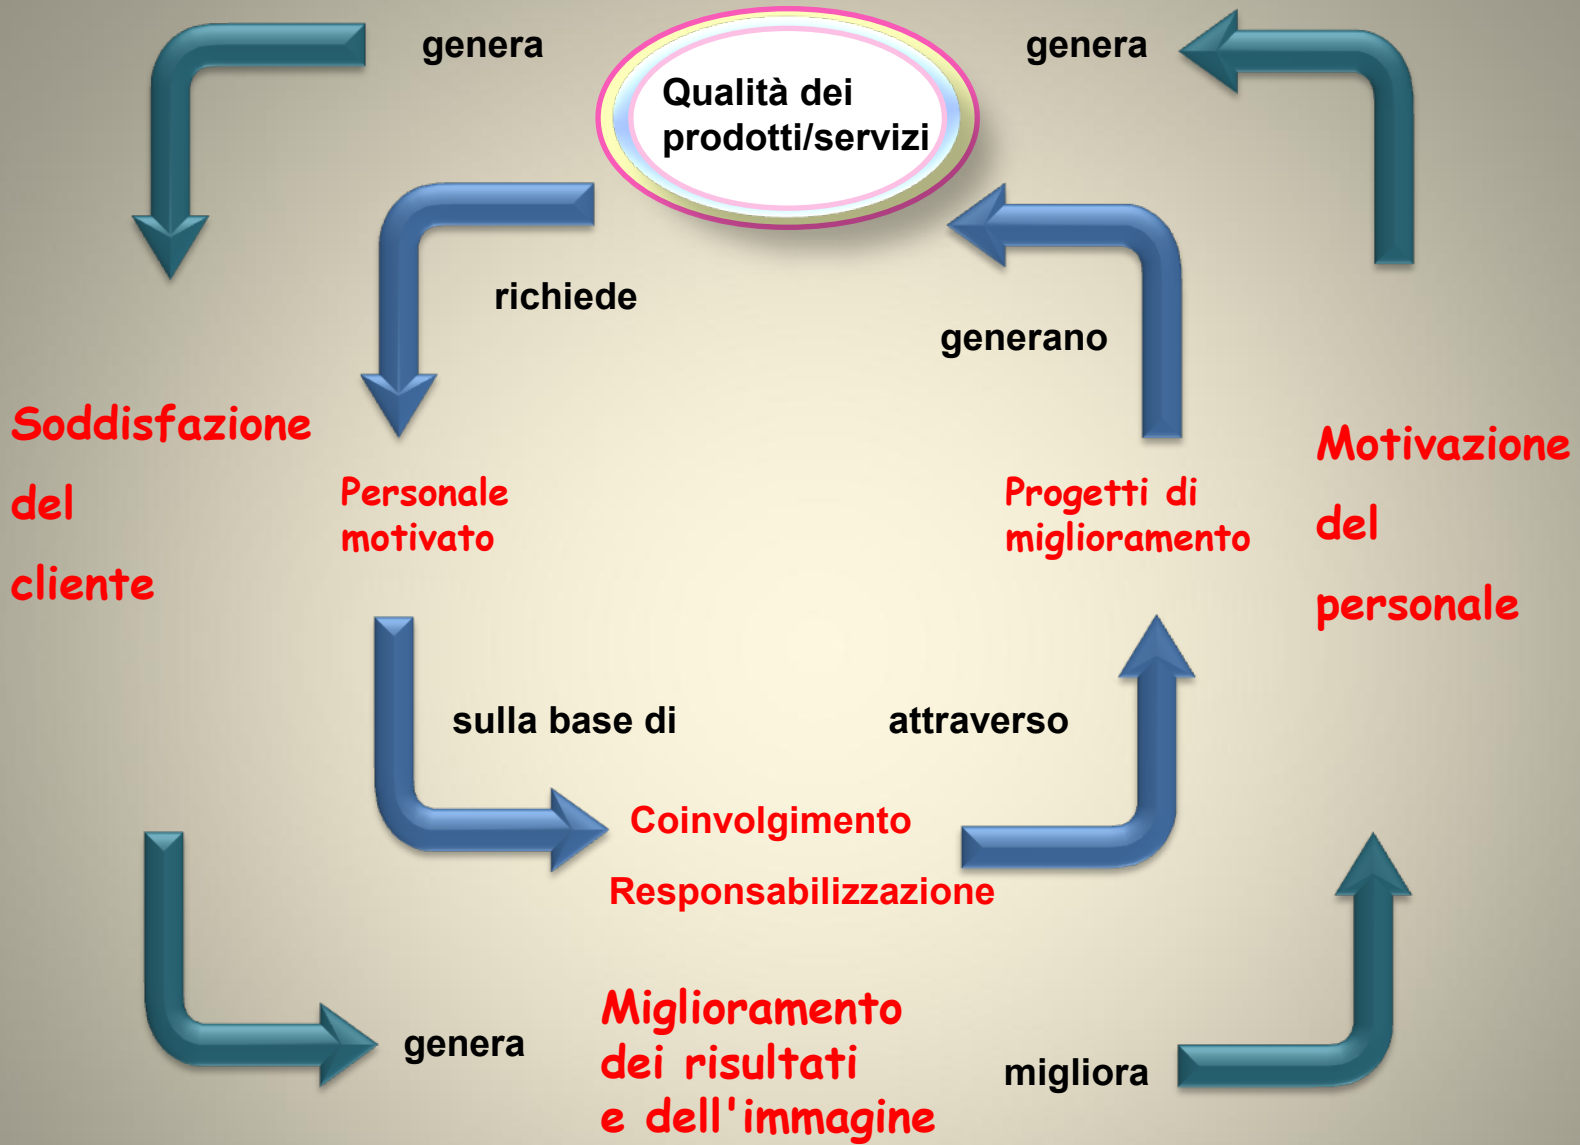 genera
genera
Qualità dei
prodotti/servizi
richiede
generano
Soddisfazione
del
cliente
Personale
motivato
Progetti di
miglioramento
Motivazione
del
personale
sulla base di
attraverso
Coinvolgimento
Responsabilizzazione
genera
Miglioramento
dei risultati
e dell'immagine
migliora